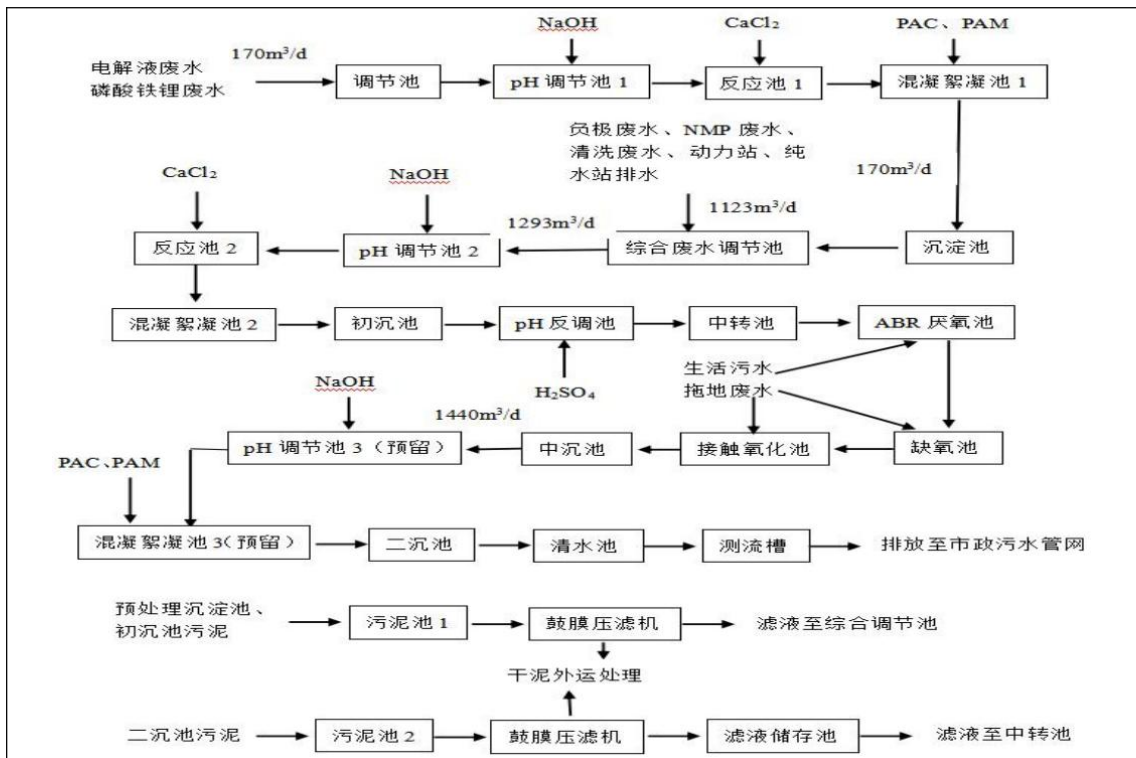 NaOH
CaCl₂
PAC、PAM
电解液废水
磷酸铁锂废水
170m³/d
调节池
pH 调节池 1
反应池 1
混凝絮凝池 1
负极废水、NMP 废水、
清洗废水、动力站、纯
水站排水
170m³/d
CaCl₂
NaOH
1293m³/d
1123m³/d
反应池 2
pH 调节池 2
综合废水调节池
沉淀池
混凝絮凝池 2
初沉池
pH 反调池
中转池
ABR 厌氧池
生活污水
拖地废水
NaOH
H₂SO₄
1440m³/d
pH 调节池 3（预留）
中沉池
接触氧化池
缺氧池
PAC、PAM
混凝絮凝池 3（预留）
二沉池
清水池
测流槽
排放至市政污水管网
预处理沉淀池、
初沉池污泥
污泥池 1
鼓膜压滤机
滤液至综合调节池
干泥外运处理
二沉池污泥
污泥池 2
鼓膜压滤机
滤液储存池
滤液至中转池